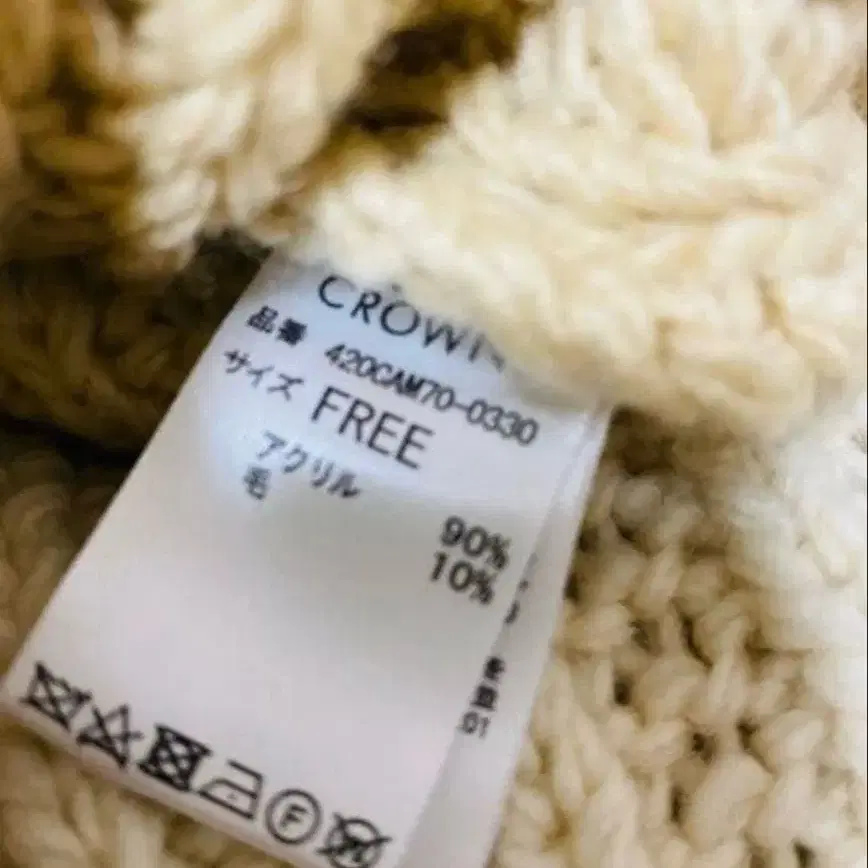 CROWN
品番 420CAM70-0330
サイズ FREE
アクリル 90%
毛 10%
F